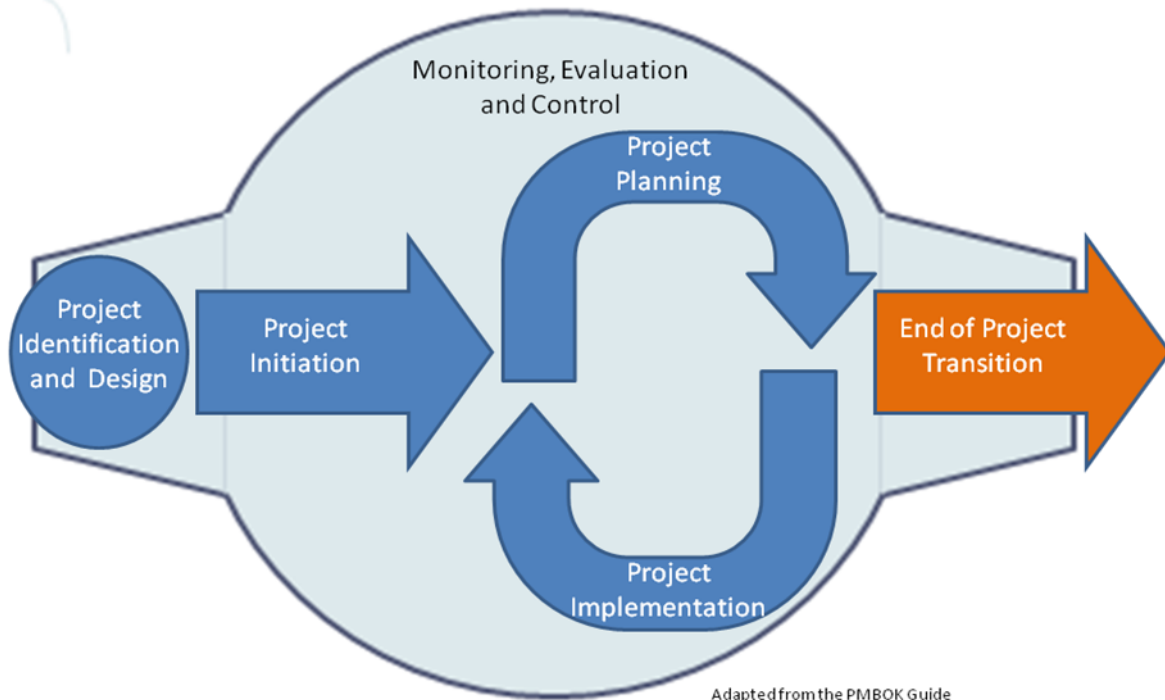 Monitoring, Evaluation
and Control
Project
Planning
Project
Identification
and Design
Project
Initiation
End of Project
Transition
Project
Implementation
Adapted from the PMBOK Guide